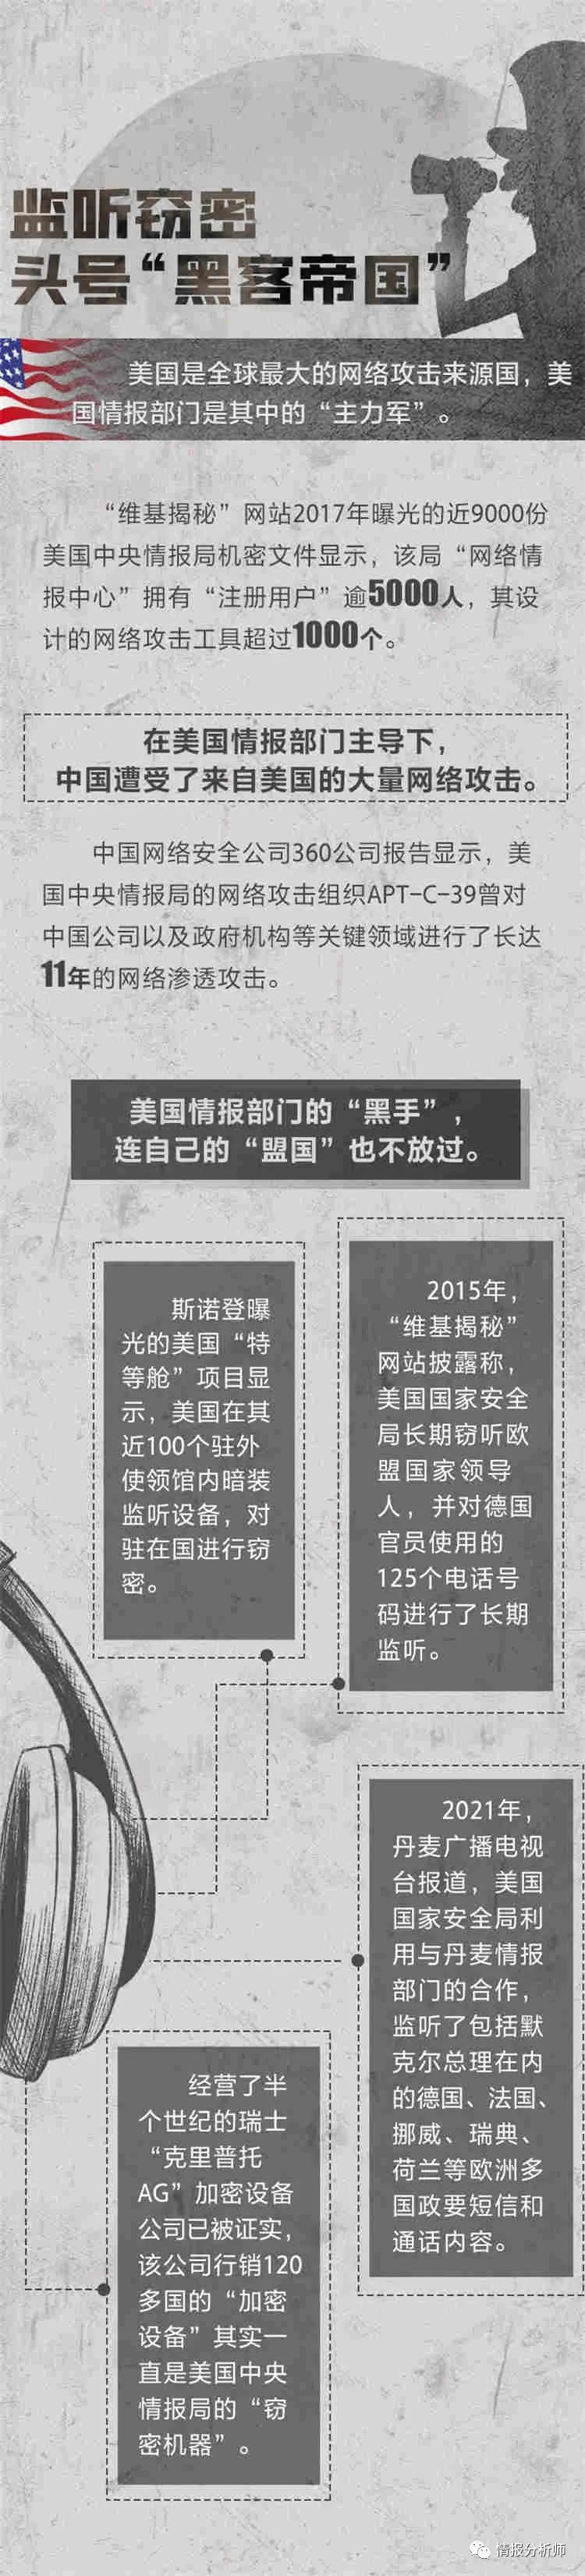 监听窃密
头号“黑客帝国”
美国是全球最大的网络攻击来源国，美
国情报部门是其中的“主力军”。
“维基揭秘”网站2017年曝光的近9000份
美国中央情报局机密文件显示，该局“网络情
报中心”拥有“注册用户”逾5000人，其设
计的网络攻击工具超过1000个。
在美国情报部门主导下，
中国遭受了来自美国的大量网络攻击。
中国网络安全公司360公司报告显示，美
国中央情报局的网络攻击组织APT-C-39曾对
中国公司以及政府机构等关键领域进行了长达
11年的网络渗透攻击。
美国情报部门的“黑手”，
连自己的“盟国”也不放过。
斯诺登曝
光的美国“特
等舱”项目显
示，美国在其
近100个驻外
使领馆内暗装
监听设备，对
驻在国进行窃
密。
2015年，
“维基揭秘”
网站披露称，
美国国家安全
局长期窃听欧
盟国家领导
人，并对德国
官员使用的
125个电话号
码进行了长期
监听。
2021年，
丹麦广播电视
台报道，美国
国家安全局利
用与丹麦情报
部门的合作，
监听了包括默
克尔总理在内
的德国、法国、
挪威、瑞典、
荷兰等欧洲多
国政要短信和
通话内容。
经营了半
个世纪的瑞士
“克里普托
AG”加密设备
公司已被证实，
该公司行销120
多国的“加密
设备”其实一
直是美国中央
情报局的“窃
密机器”。
情报分析师